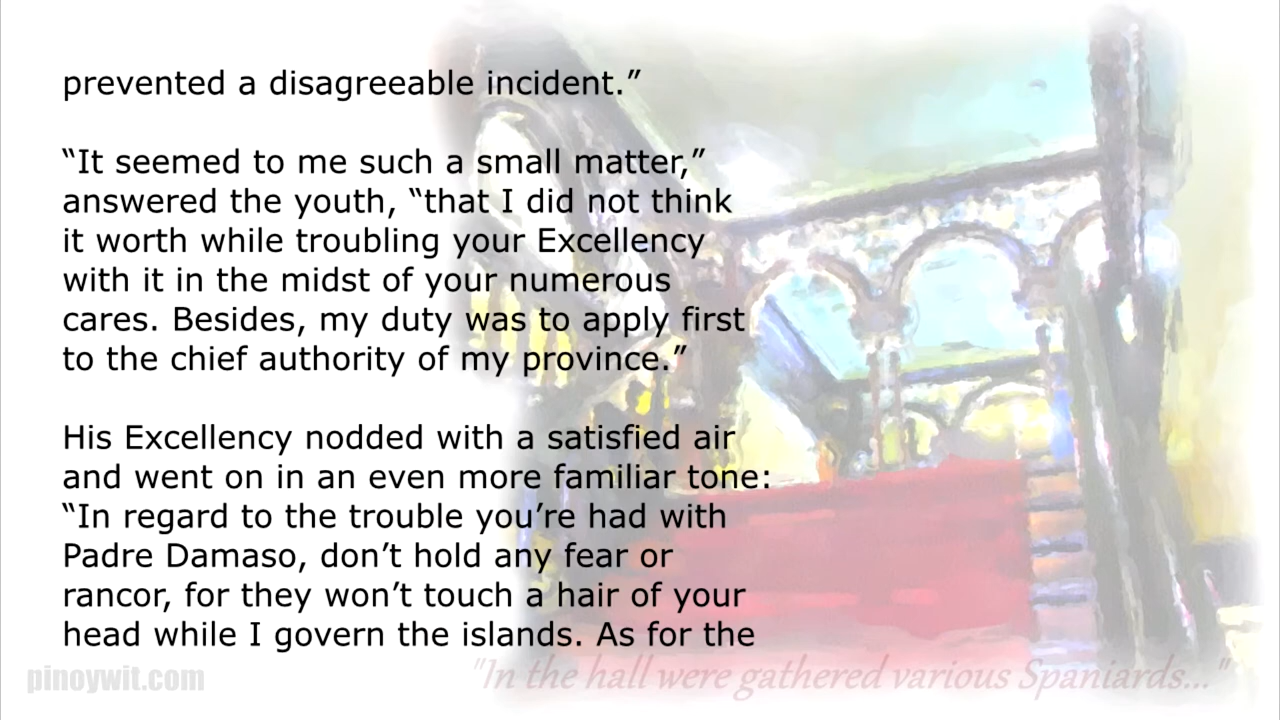 prevented a disagreeable incident.”
“It seemed to me such a small matter,”
answered the youth, “that I did not think
it worth while troubling your Excellency
with it in the midst of your numerous
cares. Besides, my duty was to apply first
to the chief authority of my province.”
His Excellency nodded with a satisfied air
and went on in an even more familiar tone:
“In regard to the trouble you’re had with
Padre Damaso, don’t hold any fear or
rancor, for they won’t touch a hair of your
head while I govern the islands. As for the
pinoywit.com
"In the hall were gathered various Spaniards..."